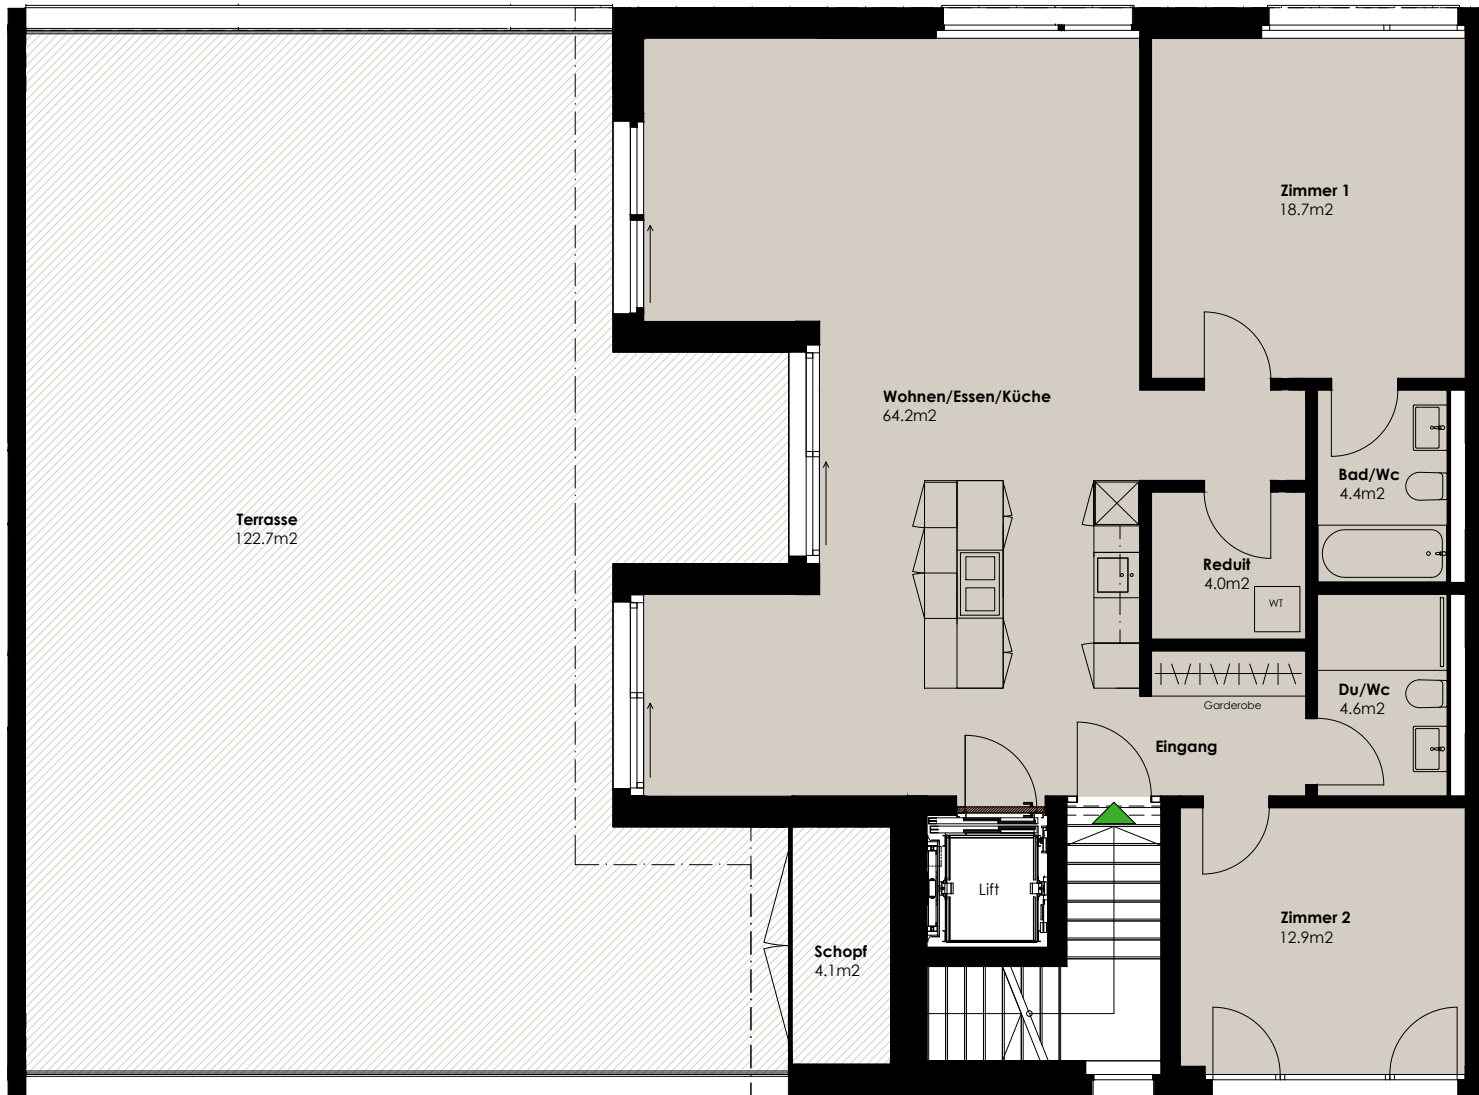 Zimmer 1
18.7m2
Wohnen/Essen/Küche
64.2m2
Bad/Wc
4.4m2
Terrasse
122.7m2
Reduit
4.0m2
WT
Du/Wc
4.6m2
Garderobe
Eingang
Lift
Zimmer 2
12.9m2
Schopf
4.1m2